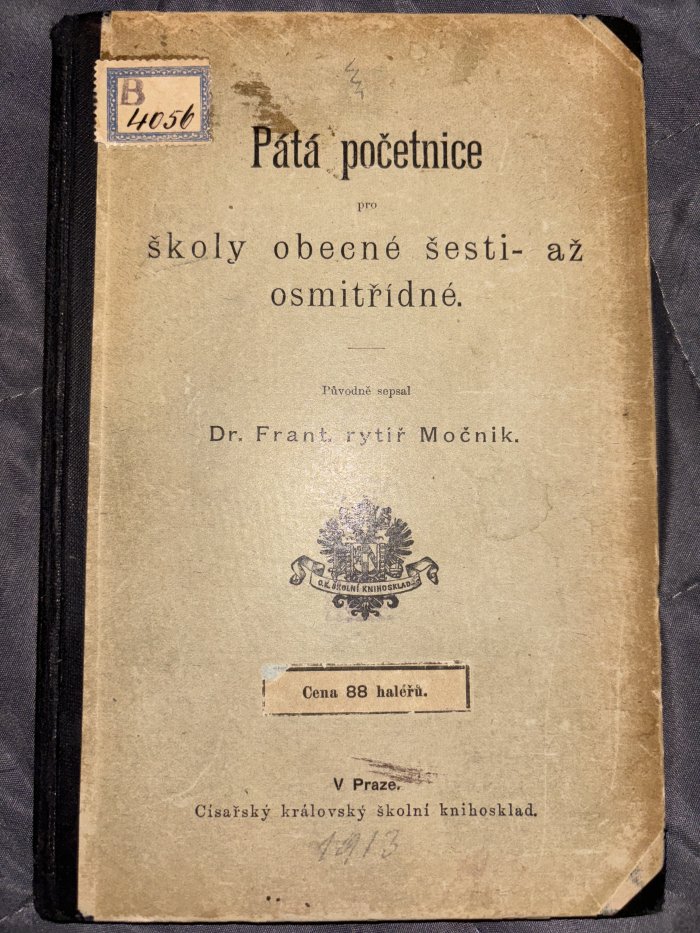 B
4056
Pátá početnice
pro
školy obecné šesti- až
osmitřídné.
Původně sepsal
Dr. Frant. rytíř Močnik.
C. K. ŠKOLNÍ KNIHOSKLAD.
Cena 88 haléřů.
V Praze.
Císařský královský školní knihosklad.
1913